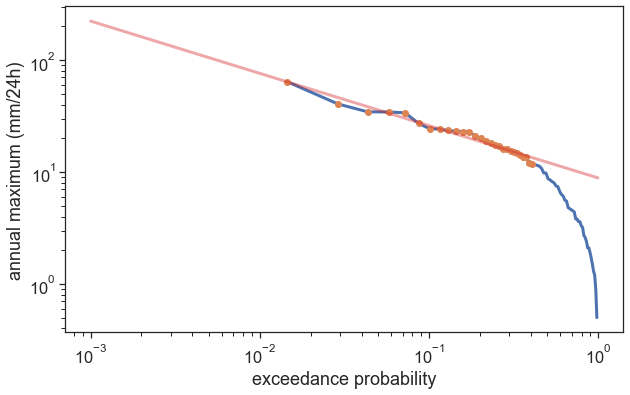 annual maximum (mm/24h)
10²
10¹
10⁰
10⁻³ 10⁻² 10⁻¹ 10⁰
exceedance probability